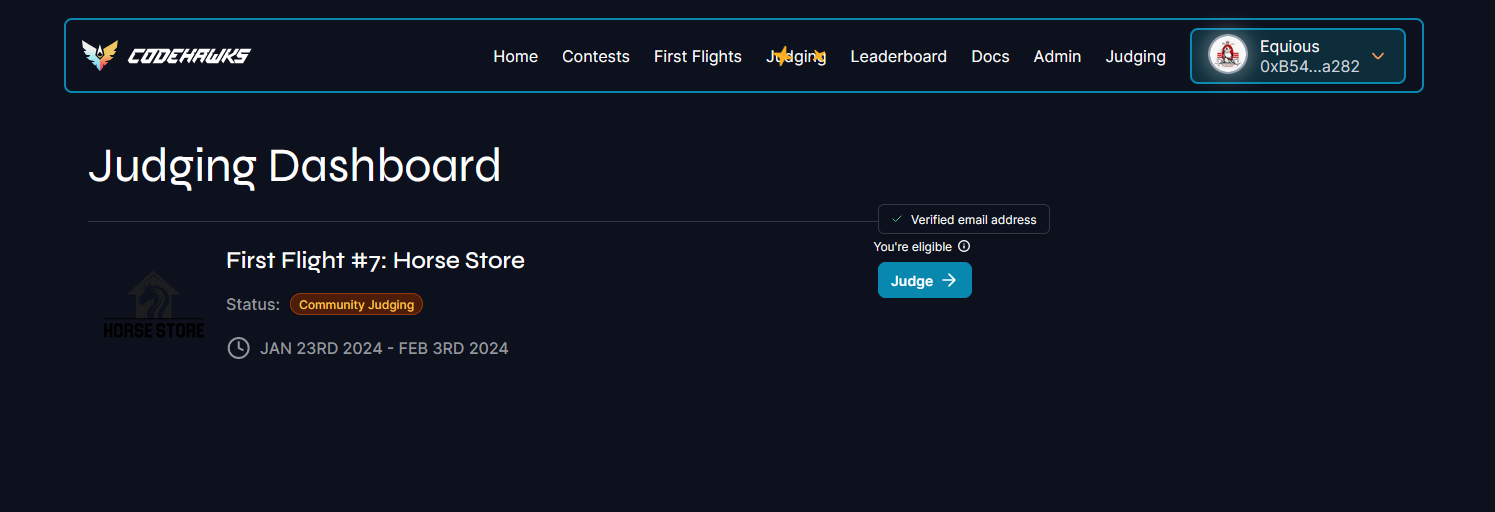 CODEHAWKS
Home Contests First Flights Judging Leaderboard Docs Admin Judging
Equious
0xB54...a282
Judging Dashboard
Verified email address
You're eligible
Judge
First Flight #7: Horse Store
Status: Community Judging
JAN 23RD 2024 - FEB 3RD 2024
HORSE STORE